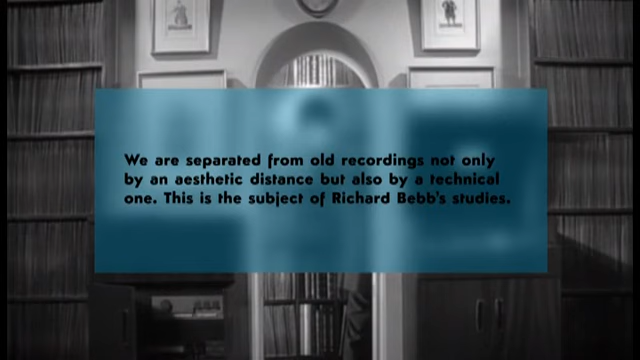 We are separated from old recordings not only
by an aesthetic distance but also by a technical
one. This is the subject of Richard Bebb's studies.